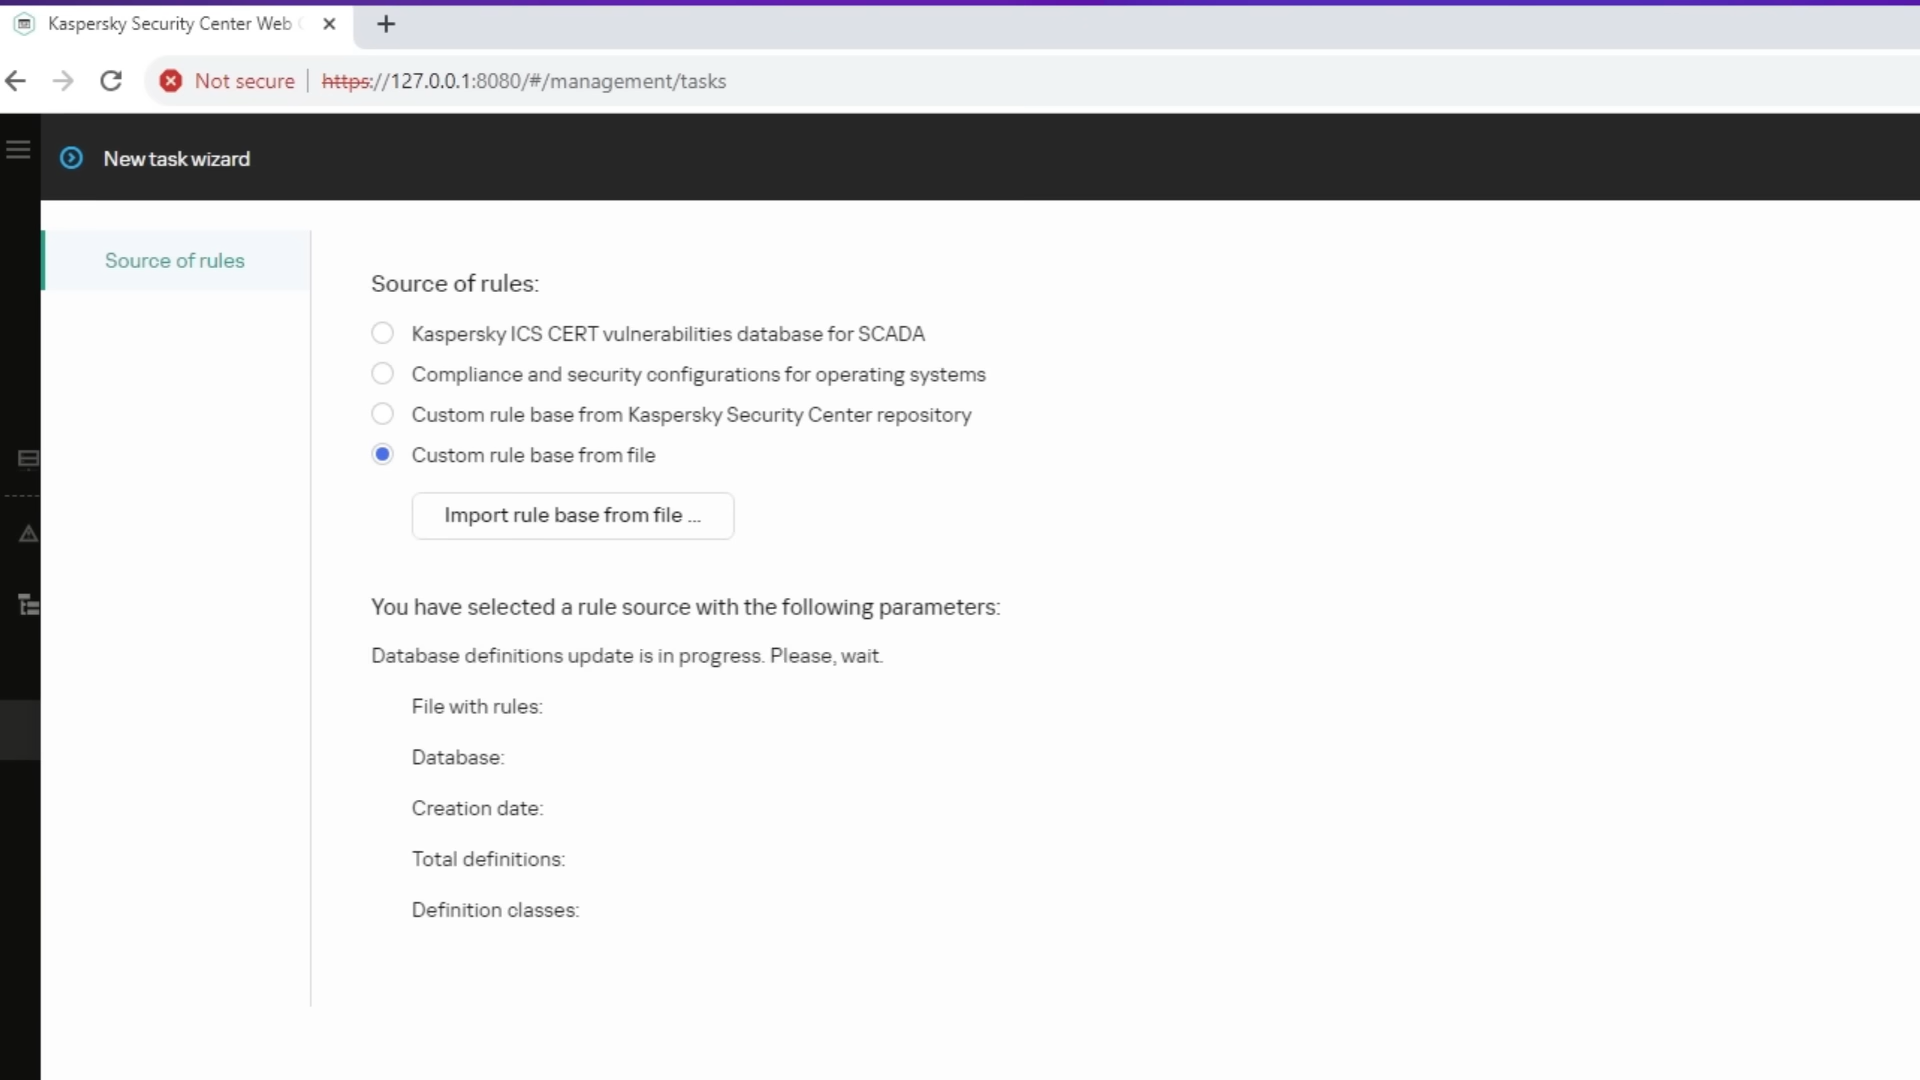 Kaspersky Security Center Web
Not secure
https://127.0.0.1:8080/#/management/tasks
New task wizard
Source of rules
Source of rules:
Kaspersky ICS CERT vulnerabilities database for SCADA
Compliance and security configurations for operating systems
Custom rule base from Kaspersky Security Center repository
Custom rule base from file
Import rule base from file ...
You have selected a rule source with the following parameters:
Database definitions update is in progress. Please, wait.
File with rules:
Database:
Creation date:
Total definitions:
Definition classes: